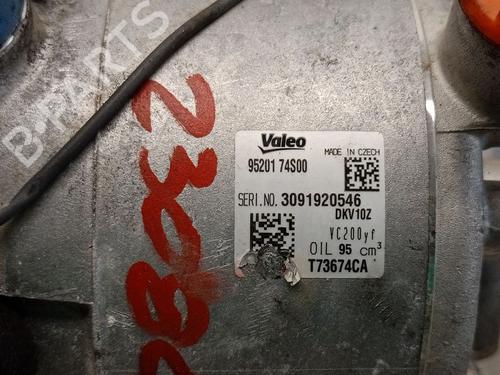 B-PARTS
Valeo
MADE IN CZECH
95201 74S00
SERI.NO. 3091920546
DKV10Z
VC200yf
OIL 95 cm³
T73674CA